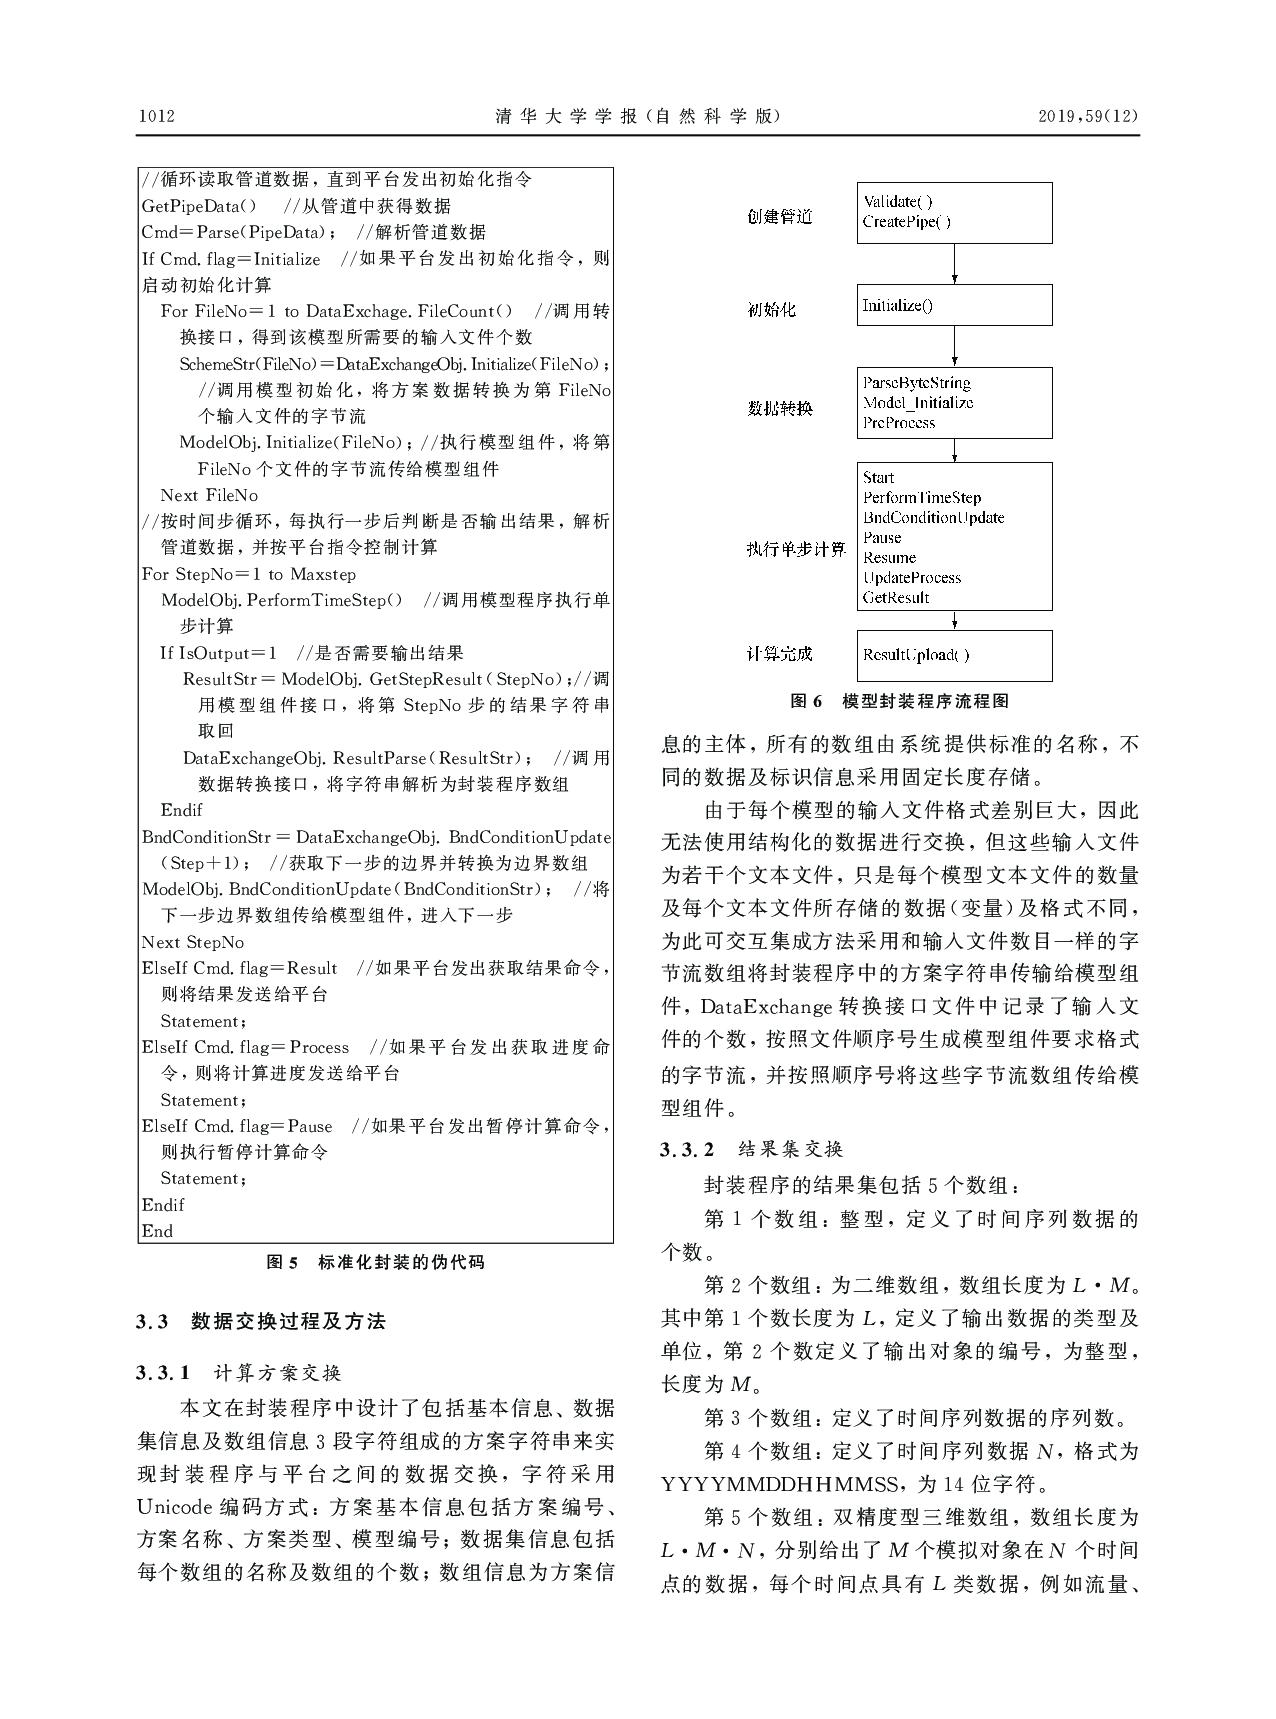 1012
清华大学学报(自然科学版)
2019,59(12)
//循环读取管道数据，直到平台发出初始化指令
GetPipeData() //从管道中获得数据
Cmd=Parse(PipeData); //解析管道数据
If Cmd.flag=Initialize //如果平台发出初始化指令，则
启动初始化计算
For FileNo=1 to DataExchage.FileCount() //调用转
换接口，得到该模型所需要的输入文件个数
SchemeStr(FileNo)=DataExchangeObj.Initialize(FileNo);
//调用模型初始化，将方案数据转换为第 FileNo
个输入文件的字节流
ModelObj.Initialize(FileNo); //执行模型组件，将第
FileNo 个文件的字节流传给模型组件
Next FileNo
//按时间步循环，每执行一步后判断是否输出结果，解析
管道数据，并按平台指令控制计算
For StepNo=1 to Maxstep
ModelObj.PerformTimeStep() //调用模型程序执行单
步计算
If IsOutput=1 //是否需要输出结果
ResultStr=ModelObj.GetStepResult(StepNo);//调
用模型组件接口，将第 StepNo 步的结果字符串
取回
DataExchangeObj.ResultParse(ResultStr); //调用
数据转换接口，将字符串解析为封装程序数组
Endif
BndConditionStr=DataExchangeObj.BndConditionUpdate
(Step+1); //获取下一步的边界并转换为边界数组
ModelObj.BndConditionUpdate(BndConditionStr); //将
下一步边界数组传给模型组件，进入下一步
Next StepNo
ElseIf Cmd.flag=Result //如果平台发出获取结果命令，
则将结果发送给平台
Statement;
ElseIf Cmd.flag=Process //如果平台发出获取进度命
令，则将计算进度发送给平台
Statement;
ElseIf Cmd.flag=Pause //如果平台发出暂停计算命令，
则执行暂停计算命令
Statement;
Endif
End
图 5 标准化封装的伪代码
3.3 数据交换过程及方法
3.3.1 计算方案交换
本文在封装程序中设计了包括基本信息、数据
集信息及数组信息 3 段字符组成的方案字符串来实
现封装程序与平台之间的数据交换，字符采用
Unicode 编码方式：方案基本信息包括方案编号、
方案名称、方案类型、模型编号；数据集信息包括
每个数组的名称及数组的个数；数组信息为方案信
创建管道
Validate( )
CreatePipe( )
初始化
Initialize()
数据转换
ParseByteString
Model_Initialize
PreProcess
执行单步计算
Start
PerformTimeStep
BndConditionUpdate
Pause
Resume
UpdateProcess
GetResult
计算完成
ResultUpload( )
图 6 模型封装程序流程图
息的主体，所有的数组由系统提供标准的名称，不
同的数据及标识信息采用固定长度存储。
由于每个模型的输入文件格式差别巨大，因此
无法使用结构化的数据进行交换，但这些输入文件
为若干个文本文件，只是每个模型文本文件的数量
及每个文本文件所存储的数据(变量)及格式不同，
为此可交互集成方法采用和输入文件数目一样的字
节流数组将封装程序中的方案字符串传输给模型组
件，DataExchange 转换接口文件中记录了输入文
件的个数，按照文件顺序号生成模型组件要求格式
的字节流，并按照顺序号将这些字节流数组传给模
型组件。
3.3.2 结果集交换
封装程序的结果集包括 5 个数组：
第 1 个数组：整型，定义了时间序列数据的
个数。
第 2 个数组：为二维数组，数组长度为 L·M。
其中第 1 个数长度为 L，定义了输出数据的类型及
单位，第 2 个数定义了输出对象的编号，为整型，
长度为 M。
第 3 个数组：定义了时间序列数据的序列数。
第 4 个数组：定义了时间序列数据 N，格式为
YYYYMMDDHHMMSS，为 14 位字符。
第 5 个数组：双精度型三维数组，数组长度为
L·M·N，分别给出了 M 个模拟对象在 N 个时间
点的数据，每个时间点具有 L 类数据，例如流量、